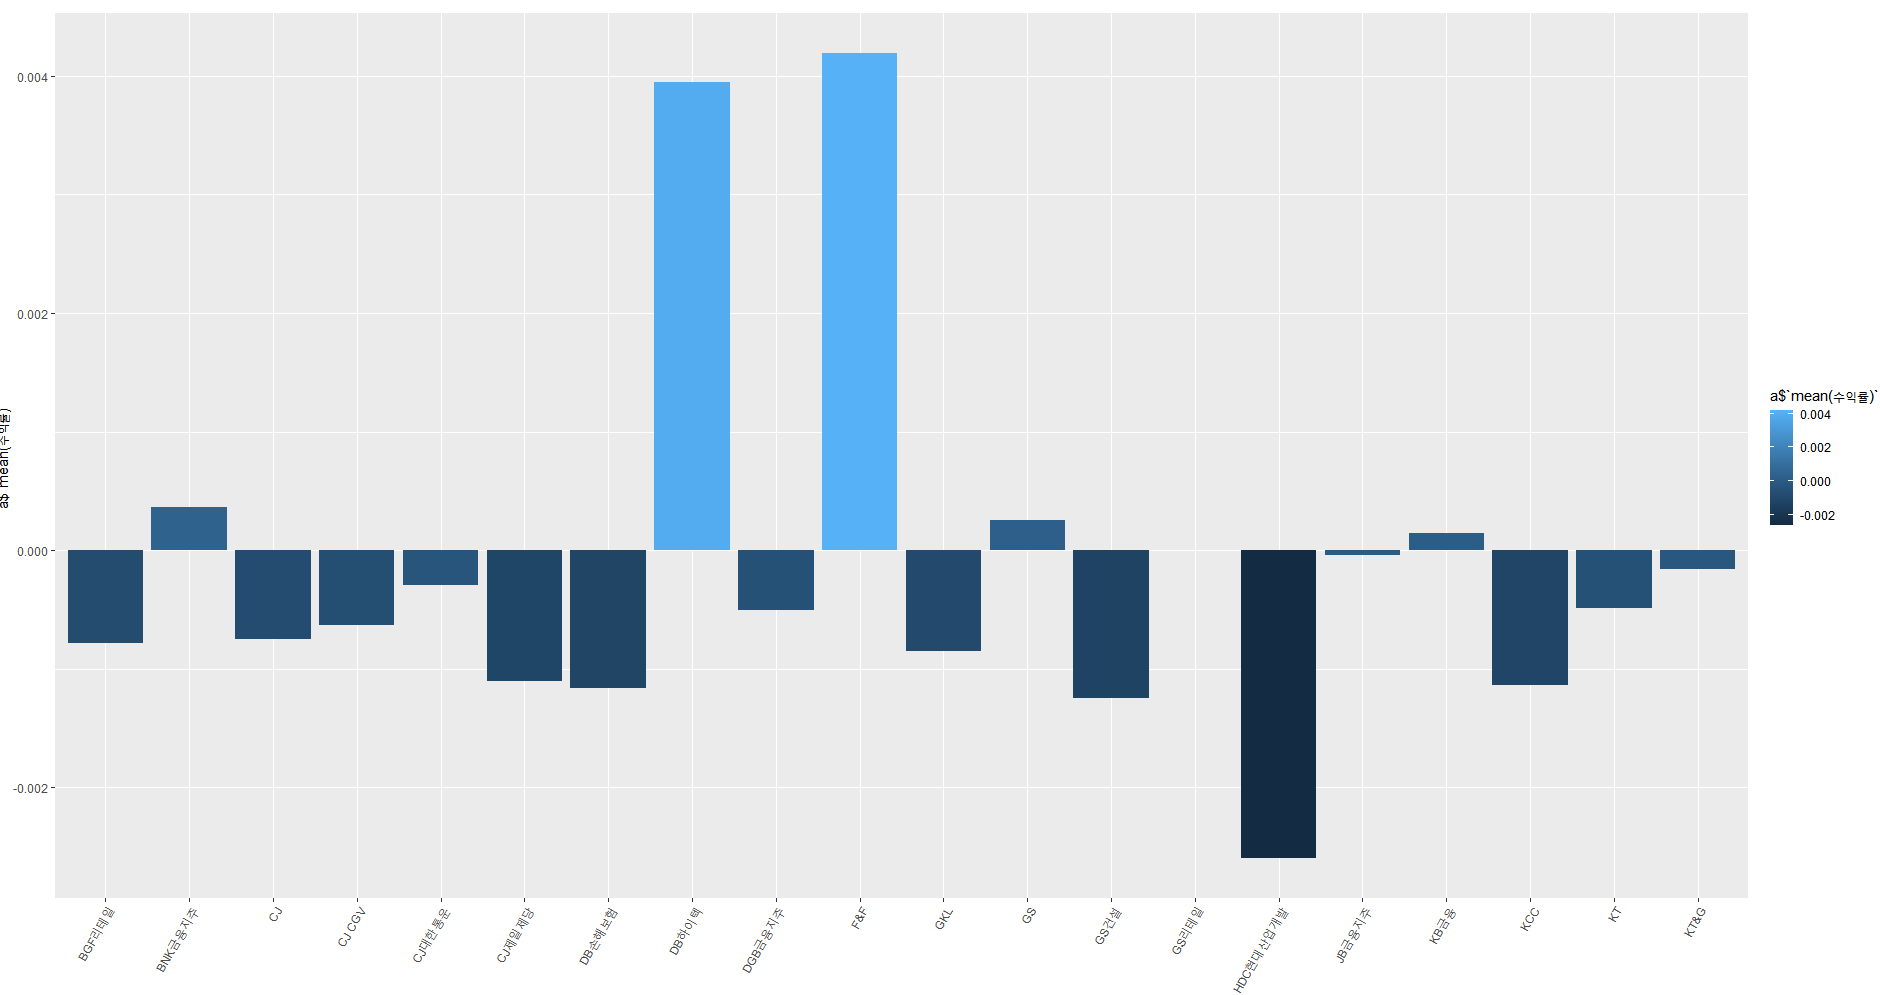 0.004
0.002
0.000
-0.002
a$`mean(수익률)`
BGF리테일
BNK금융지주
CJ
CJ CGV
CJ대한통운
CJ제일제당
DB손해보험
DB하이텍
DGB금융지주
F&F
GKL
GS
GS건설
GS리테일
HDC현대산업개발
JB금융지주
KB금융
KCC
KT
KT&G
a$`mean(수익률)`
0.004
0.002
0.000
-0.002